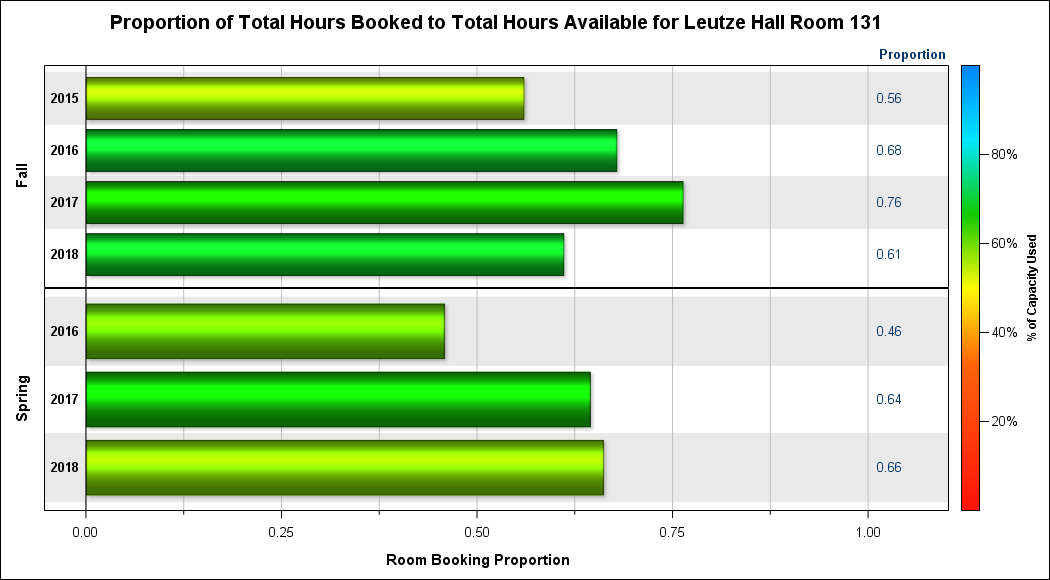 Proportion of Total Hours Booked to Total Hours Available for Leutze Hall Room 131
Proportion
Fall
2015 0.56
2016 0.68
2017 0.76
2018 0.61
Spring
2016 0.46
2017 0.64
2018 0.66
0.00 0.25 0.50 0.75 1.00
Room Booking Proportion
80%
60%
40%
20%
% of Capacity Used